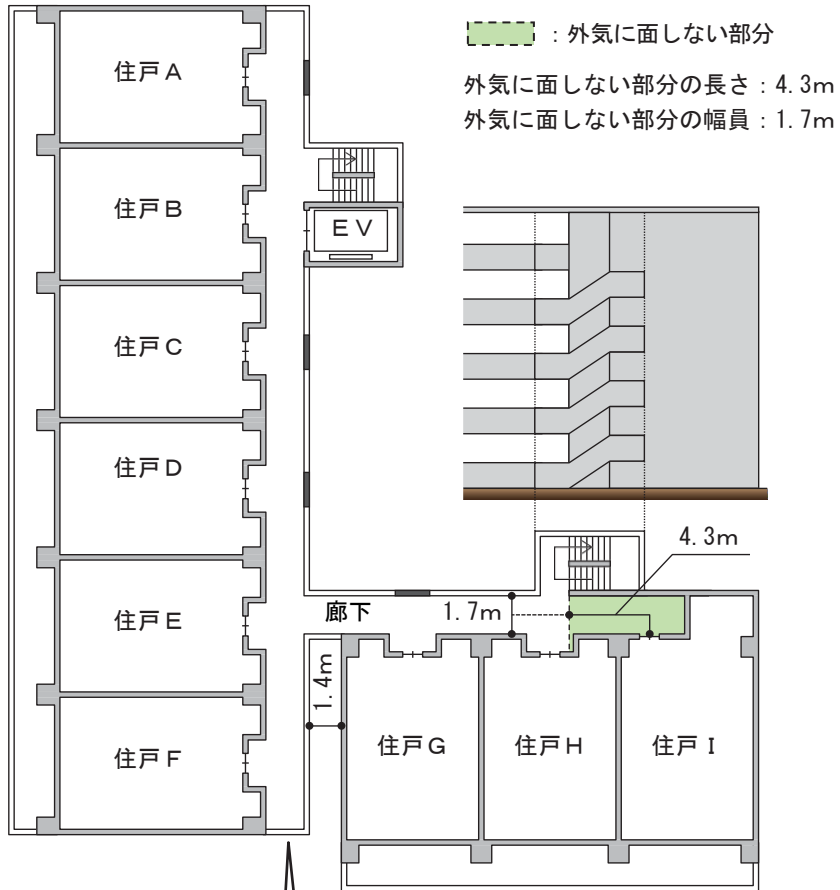 ：外気に面しない部分
外気に面しない部分の長さ：4.3m
外気に面しない部分の幅員：1.7m
住戸A
住戸B
EV
住戸C
住戸D
4.3m
廊下
1.7m
住戸E
1.4m
住戸F
住戸G
住戸H
住戸I